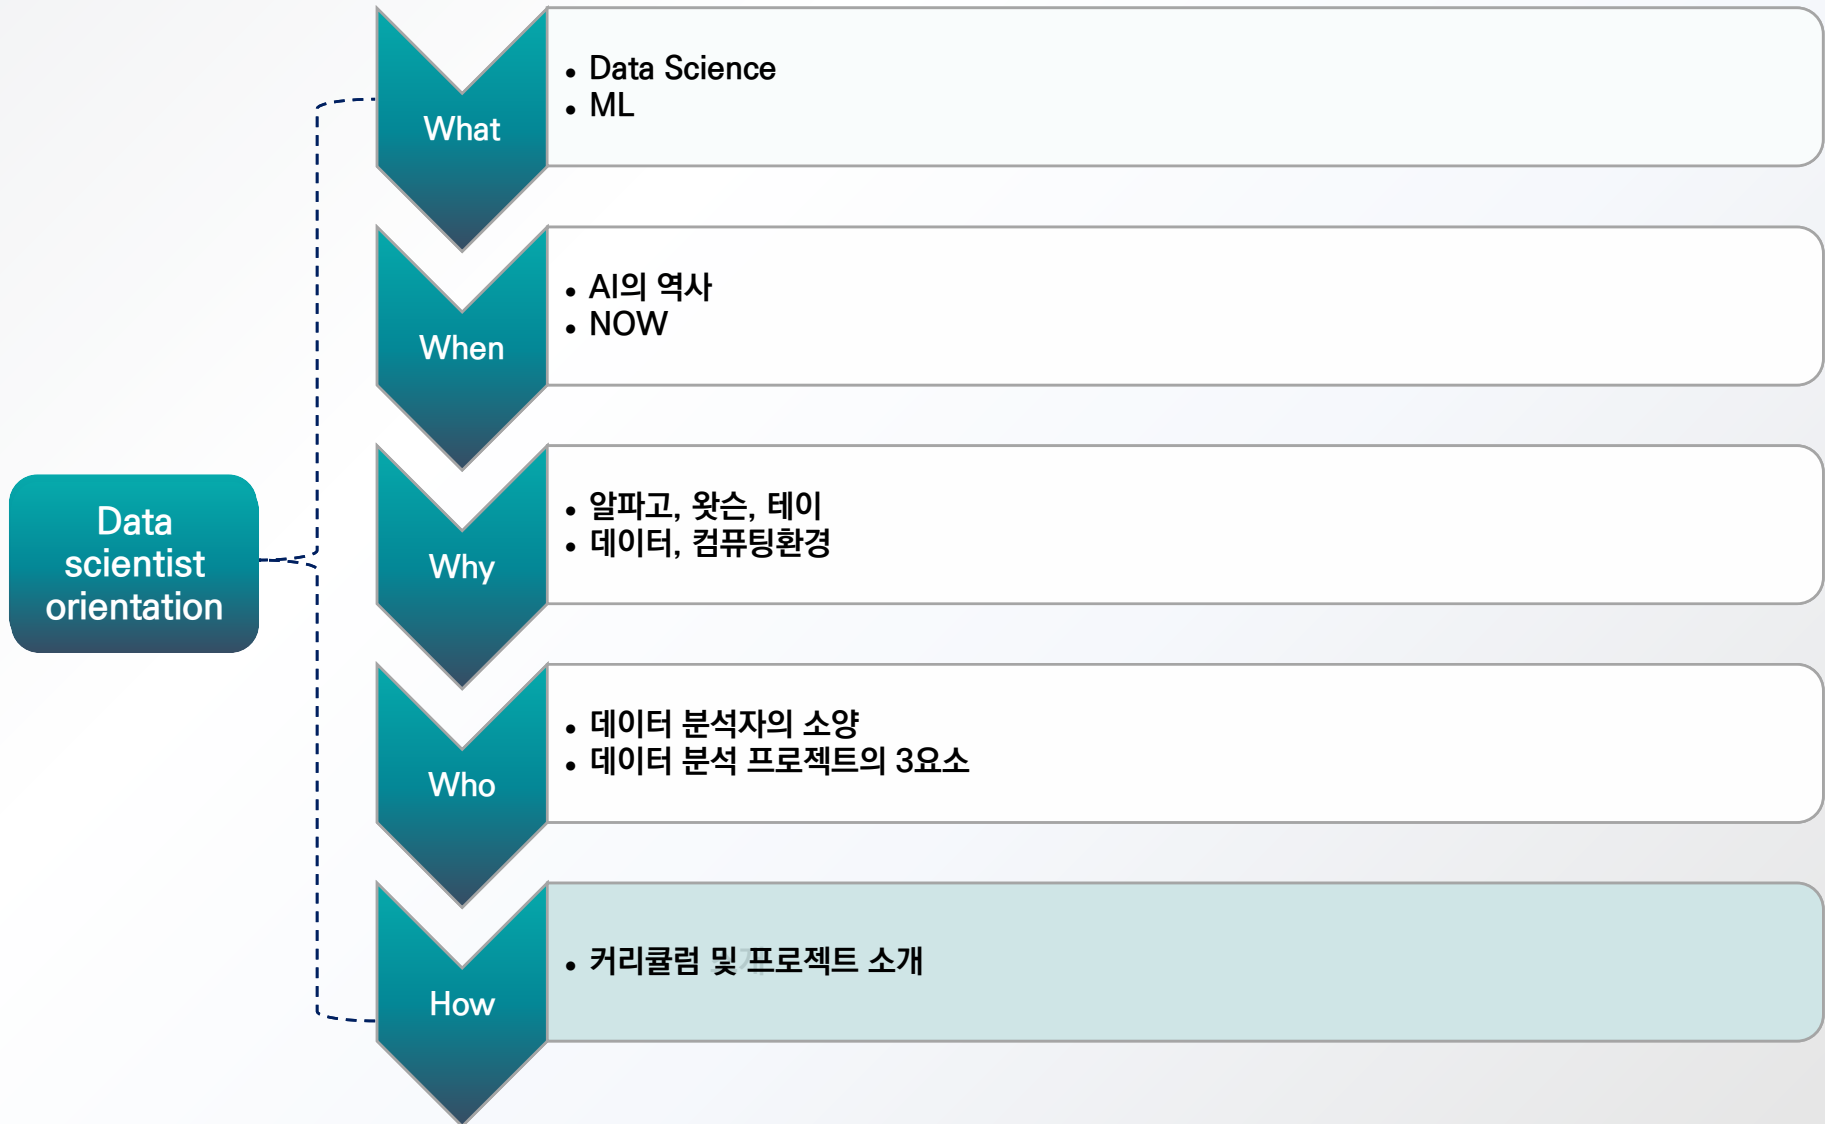 Data
scientist
orientation
What
• Data Science
• ML
When
• AI의 역사
• NOW
Why
• 알파고, 왓슨, 테이
• 데이터, 컴퓨팅환경
Who
• 데이터 분석자의 소양
• 데이터 분석 프로젝트의 3요소
How
• 커리큘럼 및 프로젝트 소개